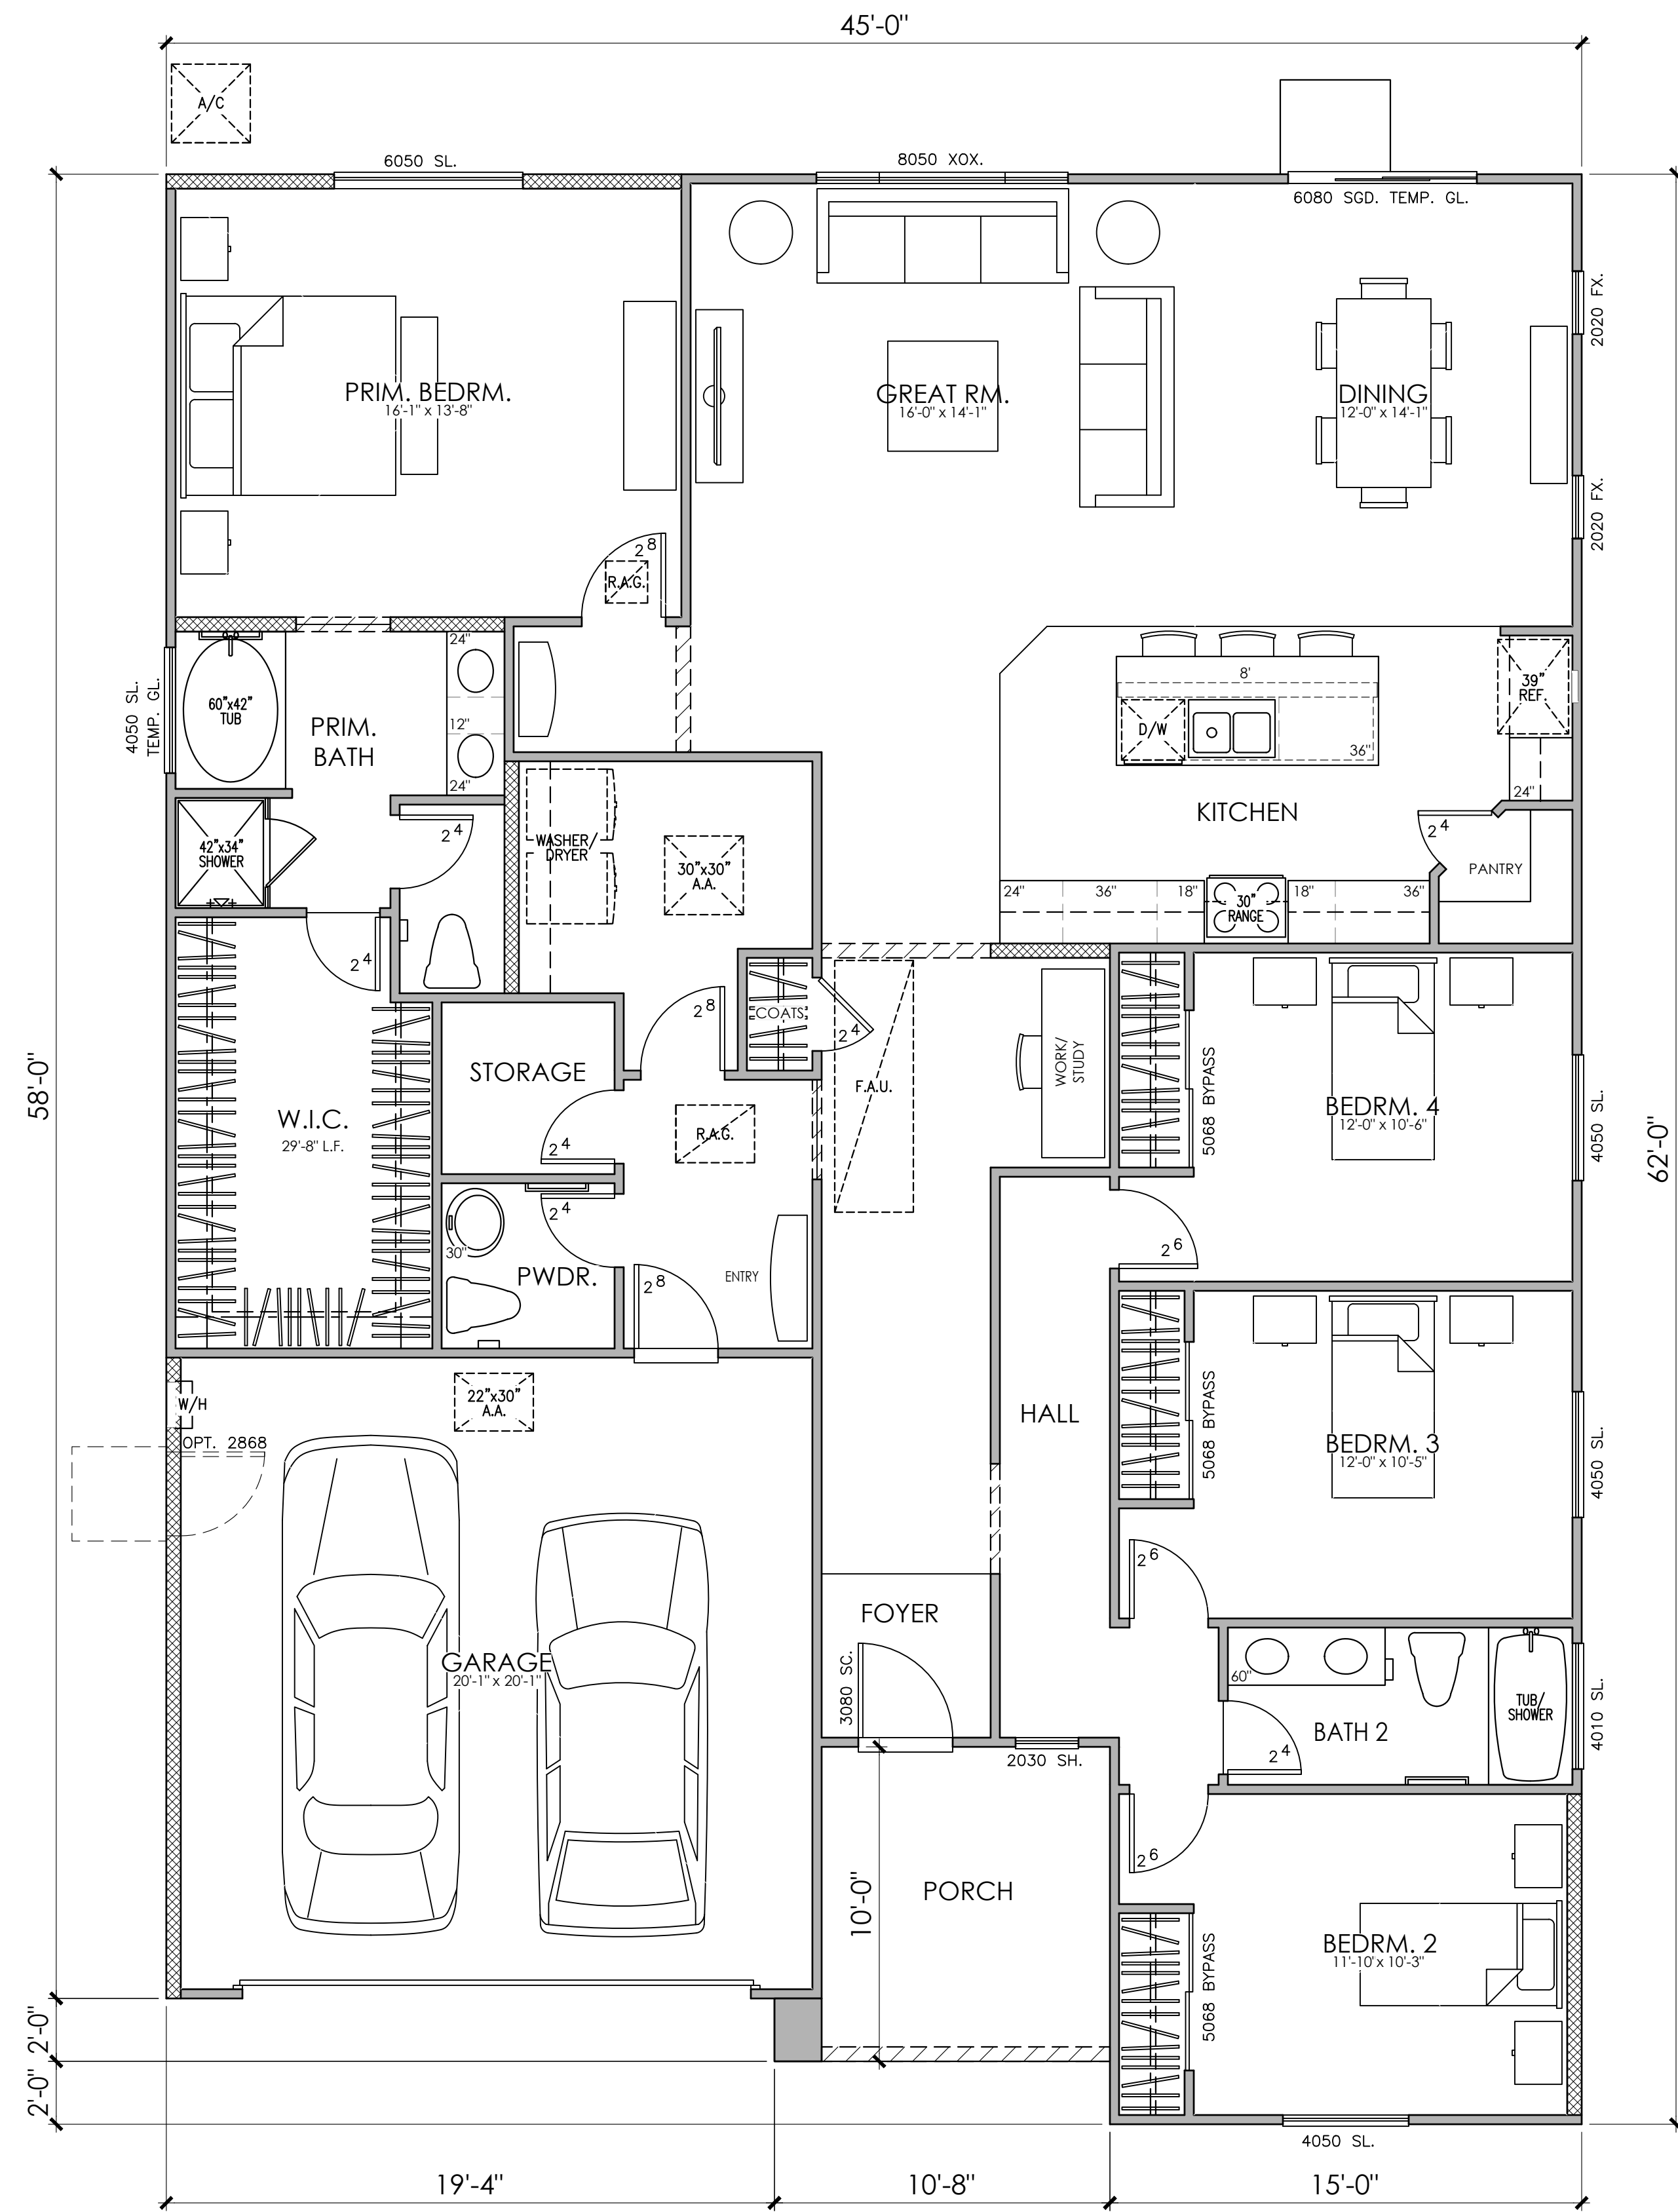 45'-0"
A/C
6050 SL.
8050 XOX.
6080 SGD. TEMP. GL.
2020 FX.
PRIM. BEDRM.
16'-1" x 13'-8"
GREAT RM.
16'-0" x 14'-1"
DINING
12'-0" x 14'-1"
2020 FX.
2 8
R.A.G.
4050 SL.
TEMP. GL.
60"x42"
TUB
PRIM.
BATH
24"
12"
24"
8'
D/W
36"
39"
REF.
24"
KITCHEN
2 4
PANTRY
42"x34"
SHOWER
2 4
WASHER/
DRYER
30"x30"
A.A.
24"
36"
18"
30"
RANGE
18"
36"
2 4
58'-0"
62'-0"
STORAGE
2 8
COATS
2 4
F.A.U.
WORK/
STUDY
5068 BYPASS
BEDRM. 4
12'-0" x 10'-6"
4050 SL.
W.I.C.
29'-8" L.F.
2 4
R.A.G.
2 4
30"
PWDR.
2 8
ENTRY
2 6
W/H
OPT. 2868
22"x30"
A.A.
HALL
5068 BYPASS
BEDRM. 3
12'-0" x 10'-5"
4050 SL.
2 6
GARAGE
20'-1" x 20'-1"
FOYER
3080 SC.
2030 SH.
60"
BATH 2
2 4
TUB/
SHOWER
4010 SL.
2 6
10'-0"
PORCH
5068 BYPASS
BEDRM. 2
11'-10" x 10'-3"
4050 SL.
2'-0"
2'-0"
19'-4"
10'-8"
15'-0"